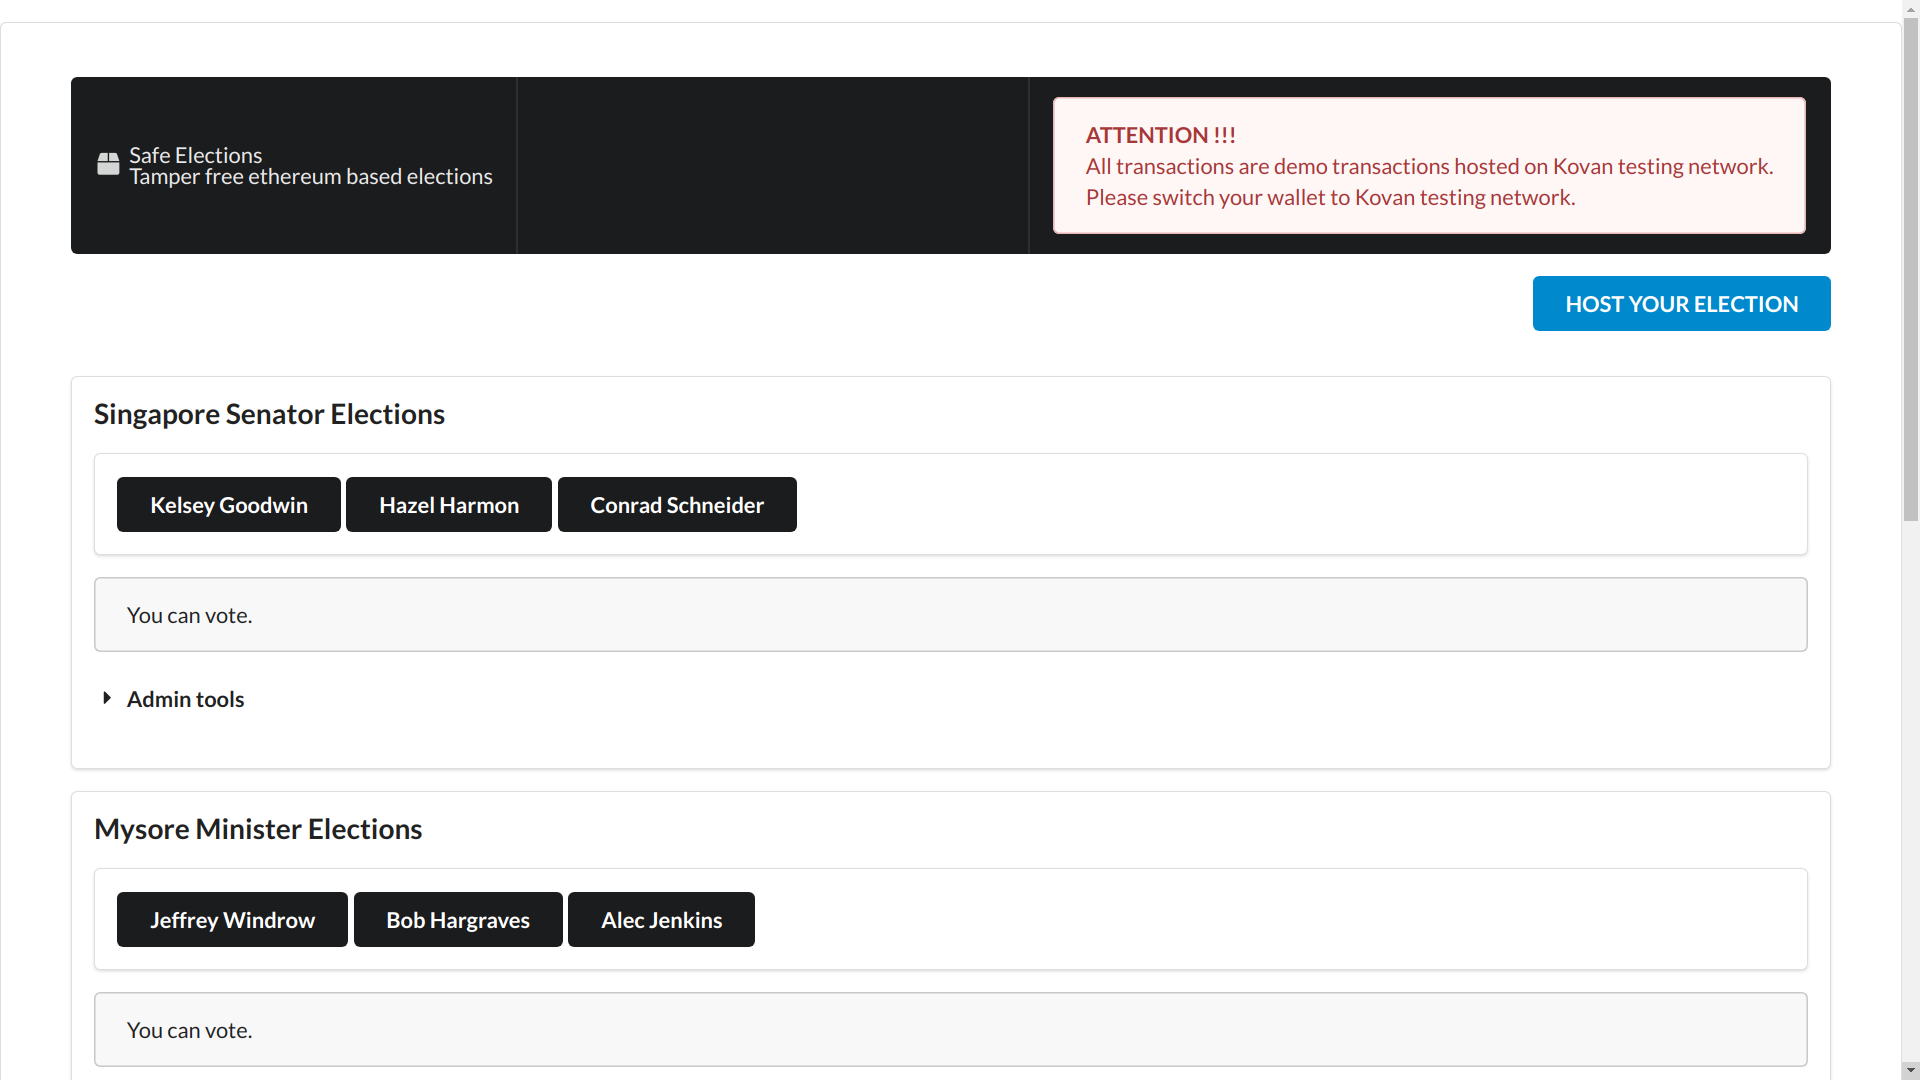 Safe Elections
Tamper free ethereum based elections
ATTENTION !!!
All transactions are demo transactions hosted on Kovan testing network.
Please switch your wallet to Kovan testing network.
HOST YOUR ELECTION
Singapore Senator Elections
Kelsey Goodwin Hazel Harmon Conrad Schneider
You can vote.
Admin tools
Mysore Minister Elections
Jeffrey Windrow Bob Hargraves Alec Jenkins
You can vote.